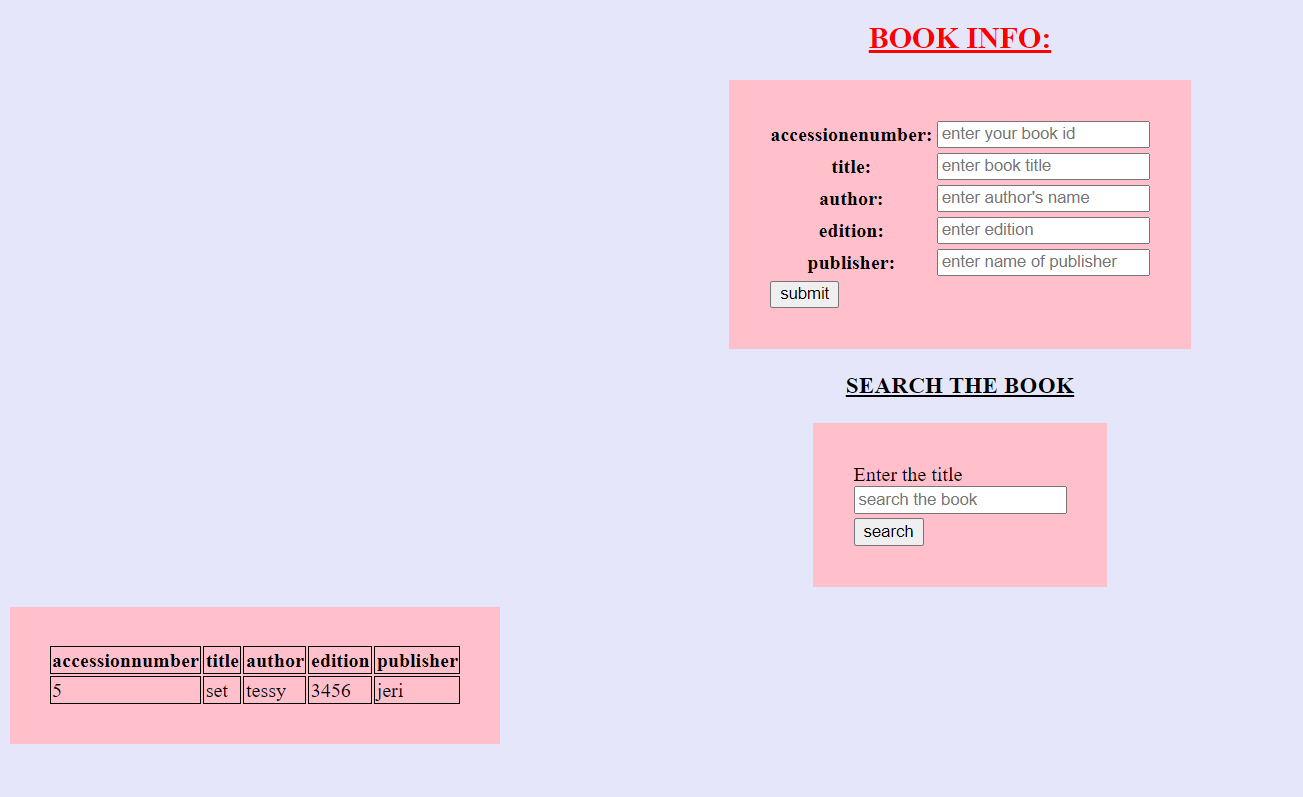 BOOK INFO:
accessionenumber: enter your book id
title: enter book title
author: enter author's name
edition: enter edition
publisher: enter name of publisher
submit
SEARCH THE BOOK
Enter the title
search the book
search
accessionnumber title author edition publisher
5 set tessy 3456 jeri